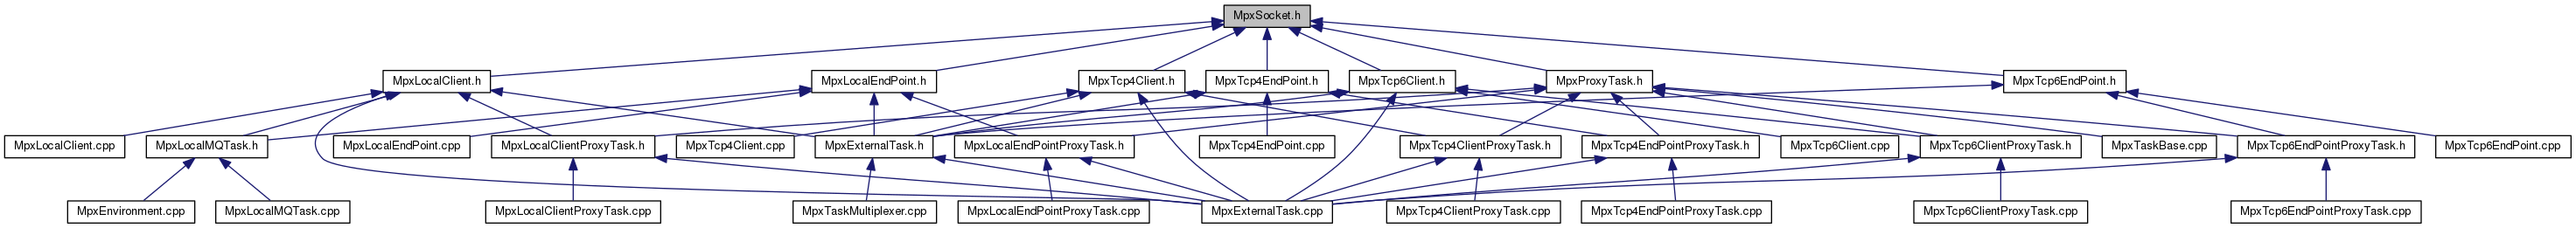 MpxSocket.h
MpxLocalClient.h
MpxLocalEndPoint.h
MpxTcp4Client.h
MpxTcp4EndPoint.h
MpxTcp6Client.h
MpxProxyTask.h
MpxTcp6EndPoint.h
MpxLocalClient.cpp
MpxLocalMQTask.h
MpxLocalEndPoint.cpp
MpxLocalClientProxyTask.h
MpxTcp4Client.cpp
MpxExternalTask.h
MpxLocalEndPointProxyTask.h
MpxTcp4EndPoint.cpp
MpxTcp4ClientProxyTask.h
MpxTcp4EndPointProxyTask.h
MpxTcp6Client.cpp
MpxTcp6ClientProxyTask.h
MpxTaskBase.cpp
MpxTcp6EndPointProxyTask.h
MpxTcp6EndPoint.cpp
MpxEnvironment.cpp
MpxLocalMQTask.cpp
MpxLocalClientProxyTask.cpp
MpxTaskMultiplexer.cpp
MpxLocalEndPointProxyTask.cpp
MpxExternalTask.cpp
MpxTcp4ClientProxyTask.cpp
MpxTcp4EndPointProxyTask.cpp
MpxTcp6ClientProxyTask.cpp
MpxTcp6EndPointProxyTask.cpp